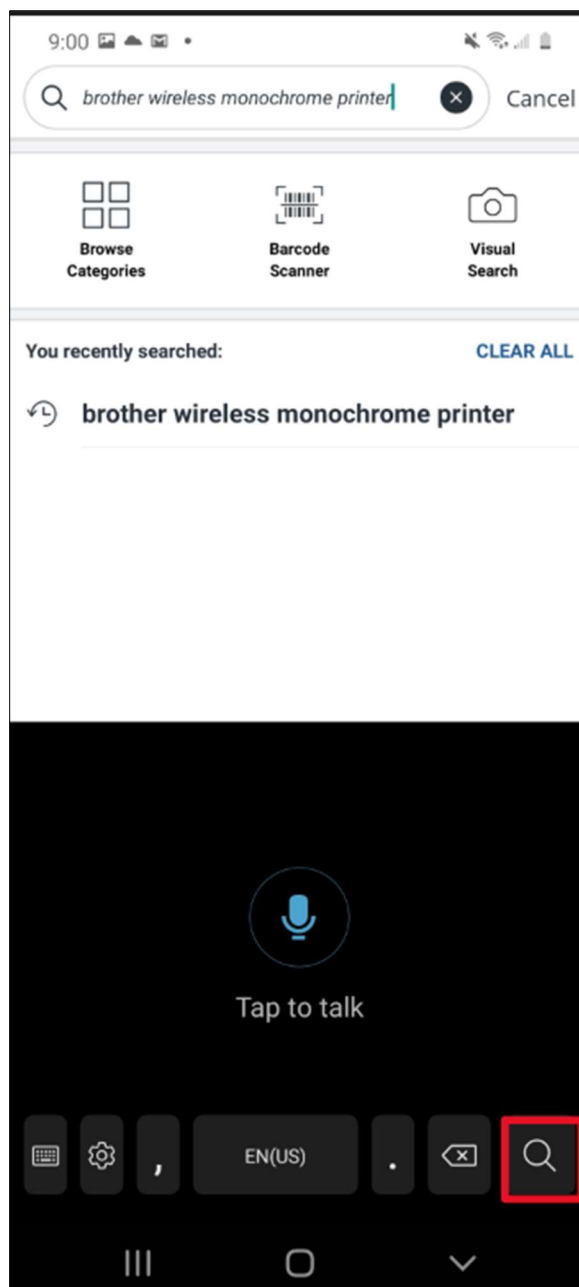 9:00
brother wireless monochrome printer
Cancel
Browse
Categories
Barcode
Scanner
Visual
Search
You recently searched:
CLEAR ALL
brother wireless monochrome printer
Tap to talk
,
EN(US)
.